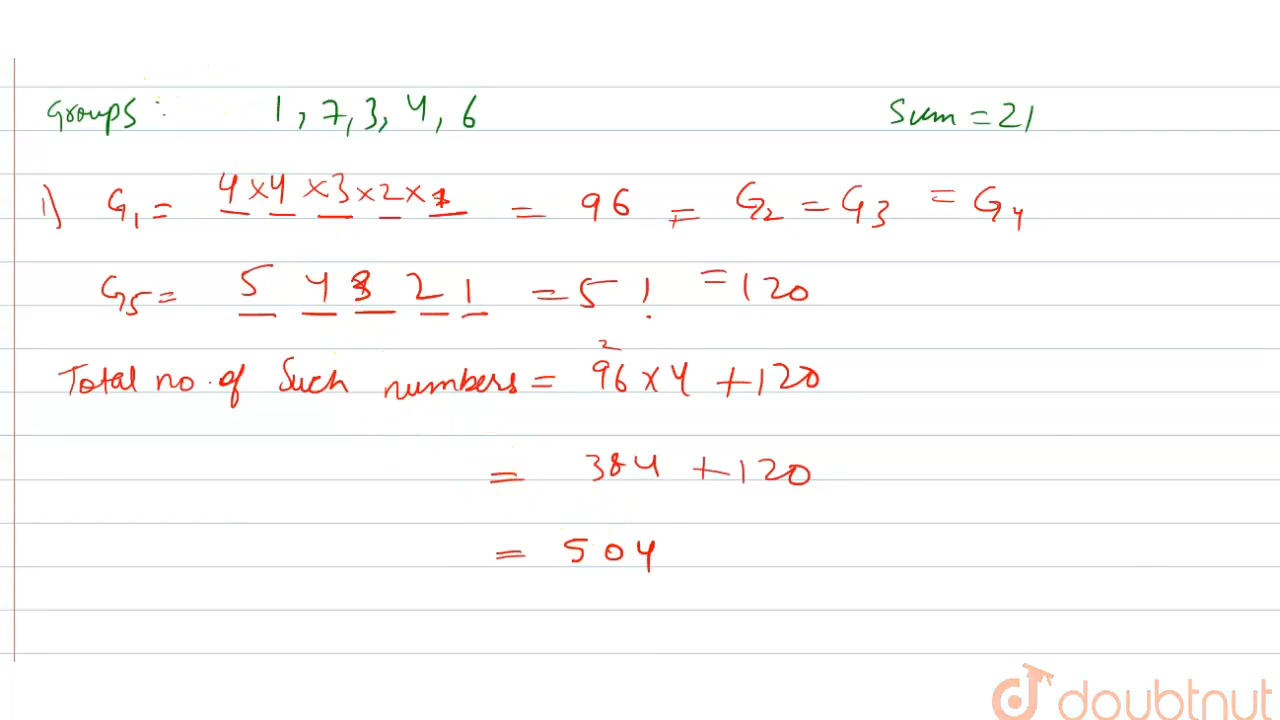 Groups : 1, 7, 3, 4, 6 Sum = 21
1) G1 = 4 × 4 × 3 × 2 × 1 = 96 = G2 = G3 = G4
G5 = 5 4 3 2 1 = 5! = 120
Total no. of Such numbers = 96 × 4 + 120
2
= 384 + 120
= 504
doubtnut